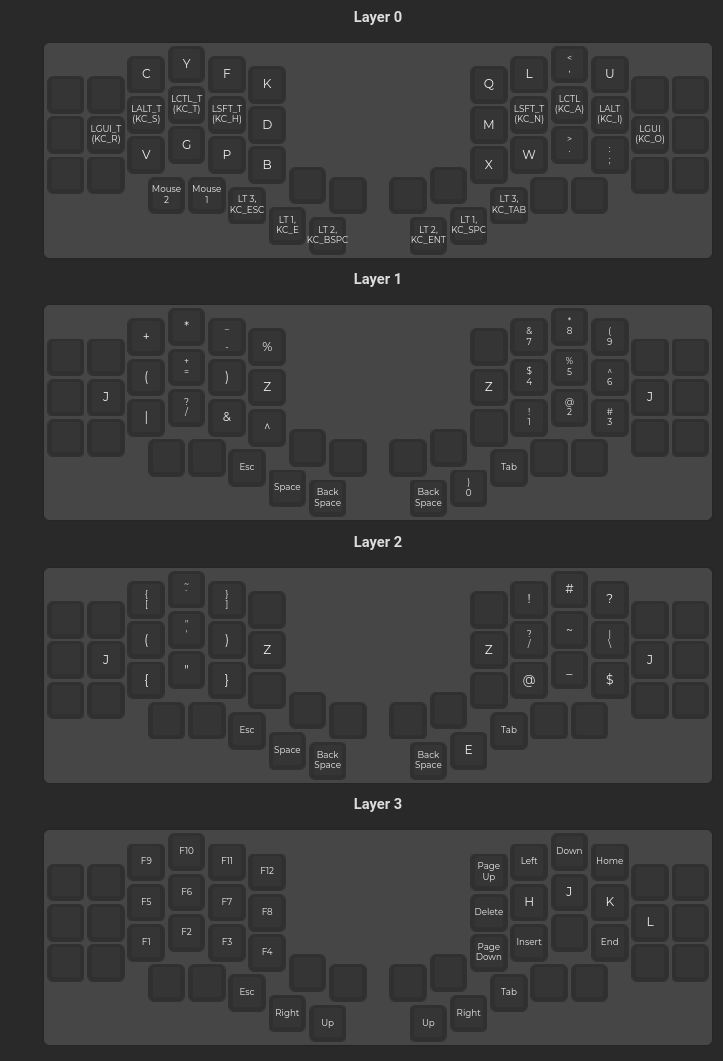 Layer 0
C Y F K Q L < , U
LGUI_T (KC_R) LALT_T (KC_S) LCTL_T (KC_T) LSFT_T (KC_H) D M LSFT_T (KC_N) LCTL (KC_A) LALT (KC_I) LGUI (KC_O)
V G P B X W > . : ;
Mouse 2 Mouse 1 LT 3, KC_ESC LT 1, KC_E LT 2, KC_BSPC LT 2, KC_ENT LT 1, KC_SPC LT 3, KC_TAB
Layer 1
+ * _ - % & 7 * 8 ( 9
J ( + = ) Z Z $ 4 % 5 ^ 6 J
| ? / & ^ ! 1 @ 2 # 3
Esc Space Back Space Back Space ) 0 Tab
Layer 2
{ [ ~ ` } ] ! # ?
J ( " ' ) Z Z ? / ~ | \ J
{ " } @ _ $
Esc Space Back Space Back Space E Tab
Layer 3
F9 F10 F11 F12 Page Up Left Down Home
F5 F6 F7 F8 Delete H J K L
F1 F2 F3 F4 Page Down Insert End
Esc Right Up Up Right Tab